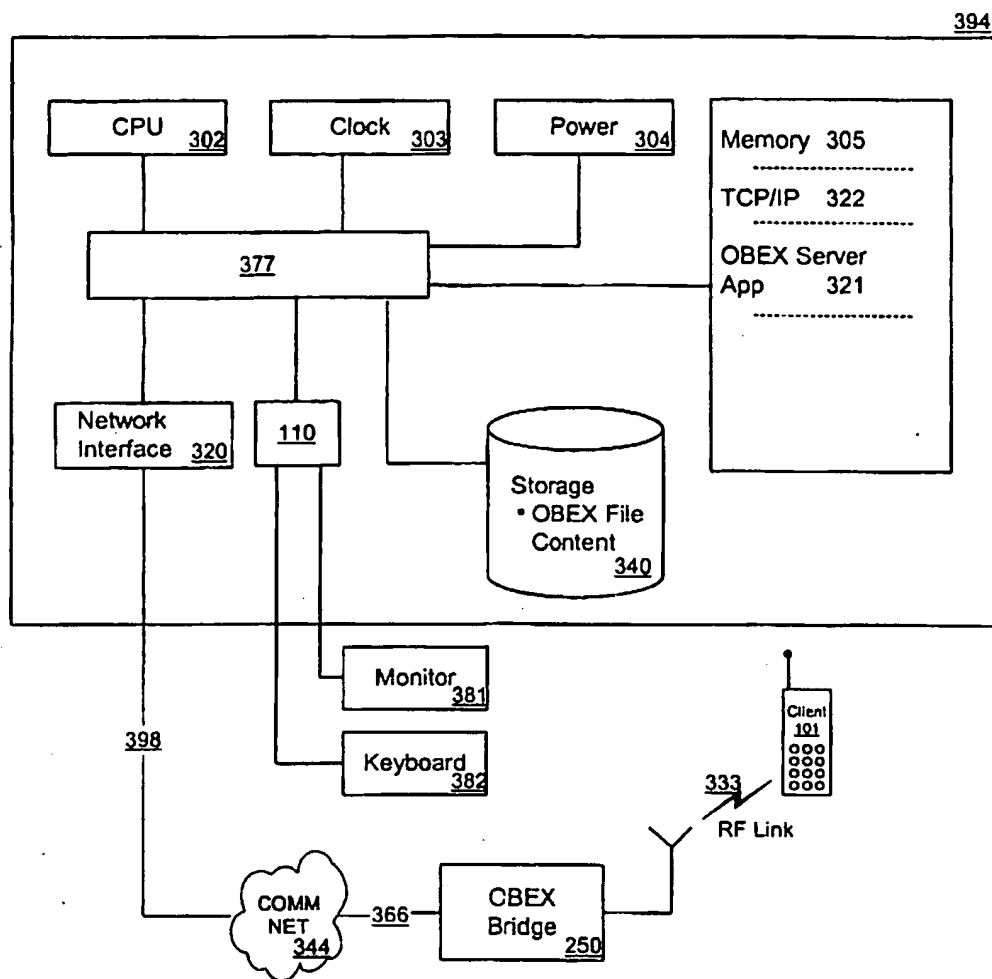 394
CPU 302
Clock 303
Power 304
Memory 305
TCP/IP 322
OBEX Server
App 321
377
Network
Interface 320
110
Storage
• OBEX File
Content
340
Monitor
381
Keyboard
382
398
Client
101
333
RF Link
COMM
NET
344
366
OBEX
Bridge
250